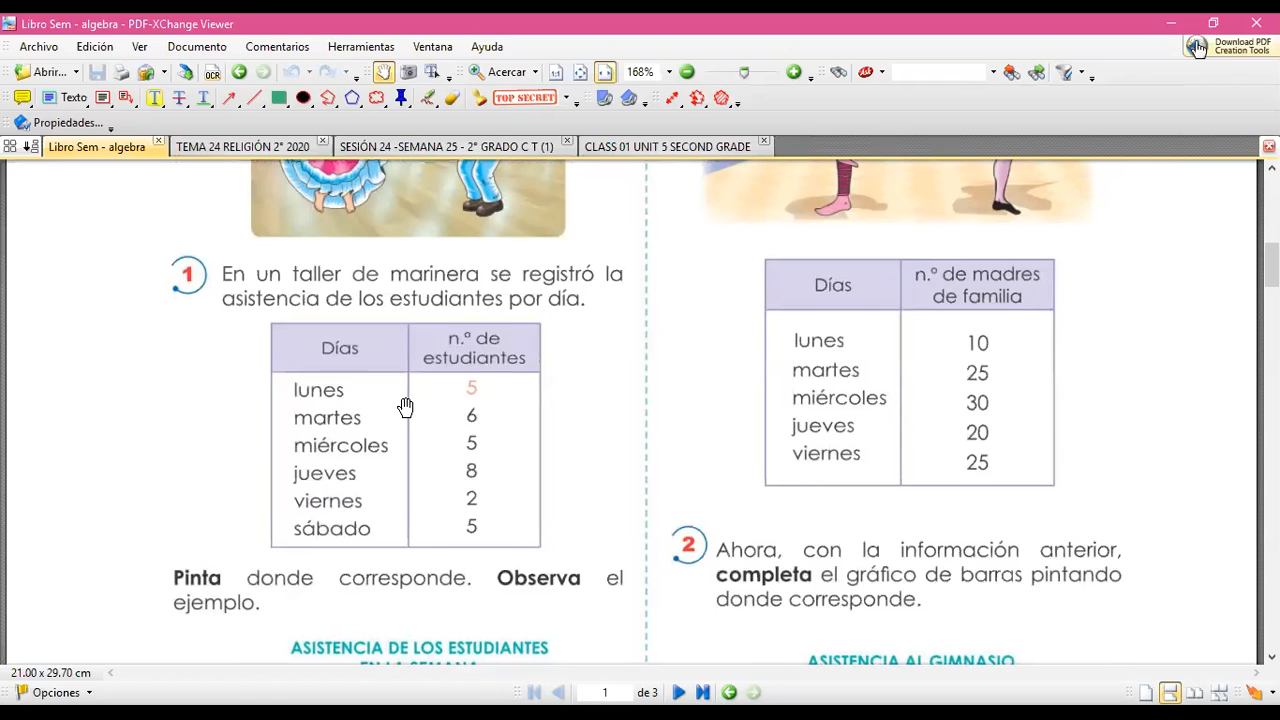 Libro Sem - algebra - PDF-XChange Viewer
Archivo Edición Ver Documento Comentarios Herramientas Ventana Ayuda
Download PDF
Creation Tools
Abrir... OCR Acercar 168%
Texto TOP SECRET
Propiedades...
Libro Sem - algebra TEMA 24 RELIGIÓN 2° 2020 SESIÓN 24 -SEMANA 25 - 2° GRADO C T (1) CLASS 01 UNIT 5 SECOND GRADE
1 En un taller de marinera se registró la
asistencia de los estudiantes por día.
Días n.º de
estudiantes
lunes 5
martes 6
miércoles 5
jueves 8
viernes 2
sábado 5
Pinta donde corresponde. Observa el
ejemplo.
ASISTENCIA DE LOS ESTUDIANTES
EN LA SEMANA
Días n.º de madres
de familia
lunes 10
martes 25
miércoles 30
jueves 20
viernes 25
2 Ahora, con la información anterior,
completa el gráfico de barras pintando
donde corresponde.
ASISTENCIA AL GIMNASIO
21.00 x 29.70 cm
Opciones 1 de 3